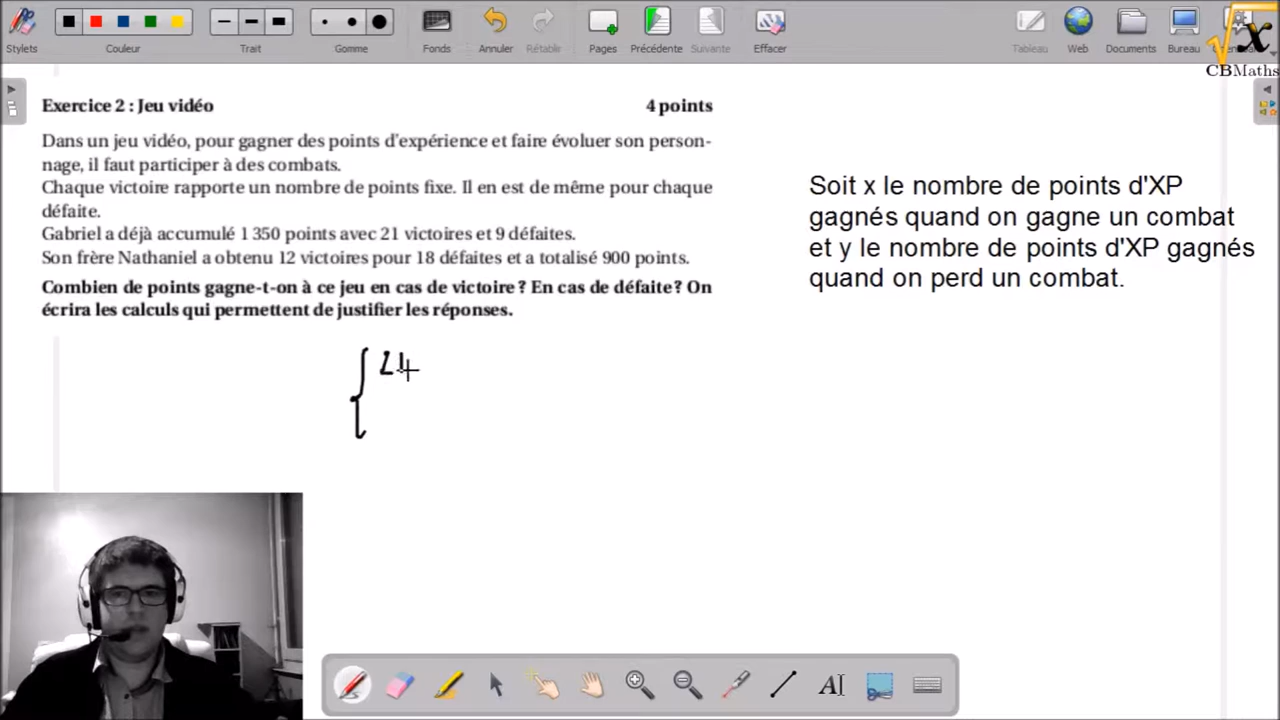 Stylets
Couleur
Trait
Gomme
Fonds
Annuler
Rétablir
Pages
Précédente
Suivante
Effacer
Tableau
Web
Documents
Bureau
CBMaths
Exercice 2 : Jeu vidéo 4 points
Dans un jeu vidéo, pour gagner des points d'expérience et faire évoluer son person-
nage, il faut participer à des combats.
Chaque victoire rapporte un nombre de points fixe. Il en est de même pour chaque
défaite.
Gabriel a déjà accumulé 1 350 points avec 21 victoires et 9 défaites.
Son frère Nathaniel a obtenu 12 victoires pour 18 défaites et a totalisé 900 points.
Combien de points gagne-t-on à ce jeu en cas de victoire ? En cas de défaite ? On
écrira les calculs qui permettent de justifier les réponses.
Soit x le nombre de points d'XP
gagnés quand on gagne un combat
et y le nombre de points d'XP gagnés
quand on perd un combat.